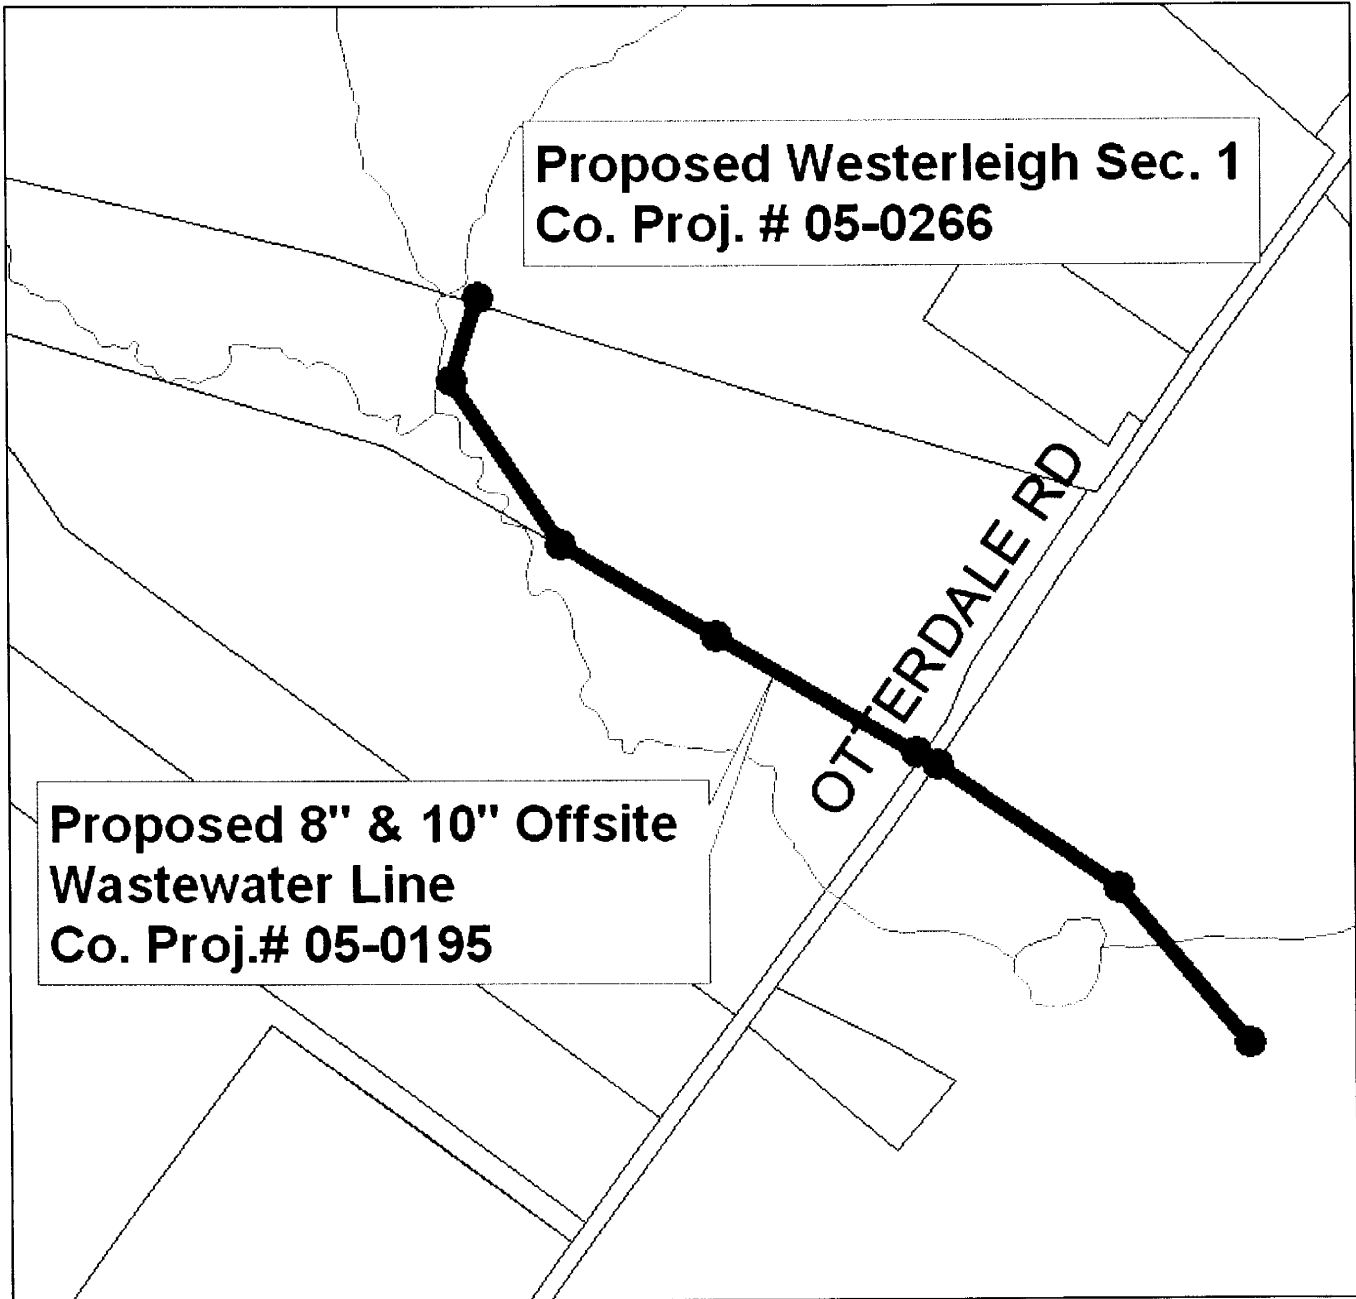 Proposed Westerleigh Sec. 1
Co. Proj. # 05-0266
OTTERDALE RD
Proposed 8" & 10" Offsite
Wastewater Line
Co. Proj.# 05-0195